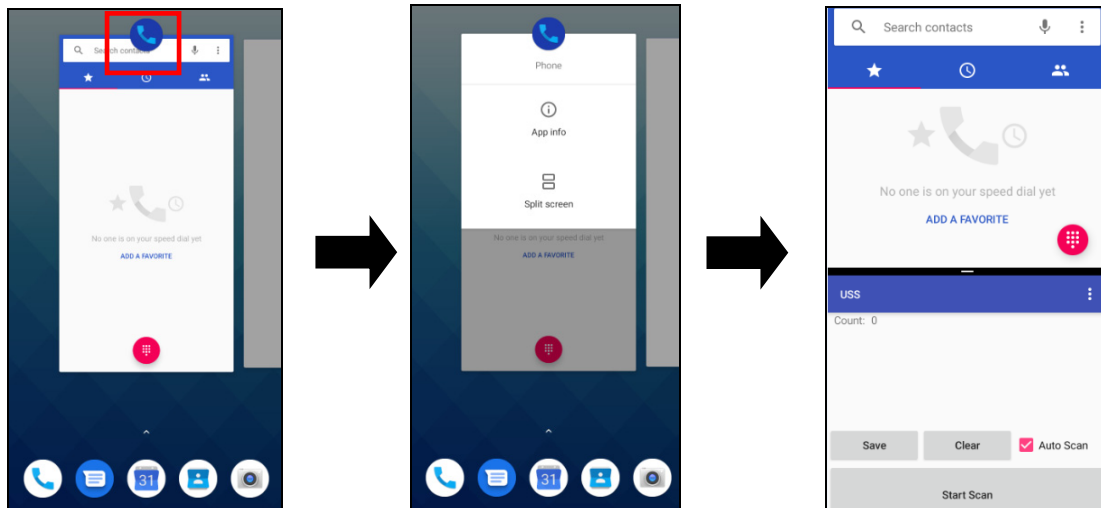 Search contacts
No one is on your speed dial yet
ADD A FAVORITE
31
Phone
App info
Split screen
No one is on your speed dial yet
ADD A FAVORITE
31
Search contacts
No one is on your speed dial yet
ADD A FAVORITE
USS
Count: 0
Save
Clear
Auto Scan
Start Scan